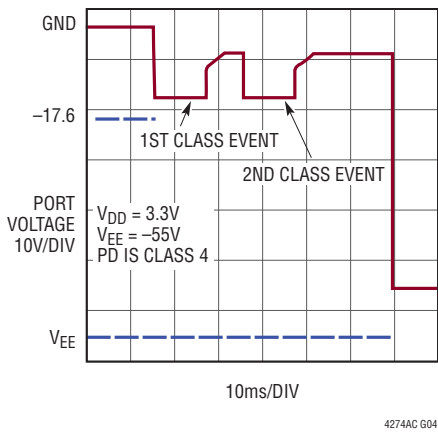 GND
–17.6
1ST CLASS EVENT
2ND CLASS EVENT
PORT
VOLTAGE
10V/DIV
VDD = 3.3V
VEE = –55V
PD IS CLASS 4
VEE
10ms/DIV
4274AC G04